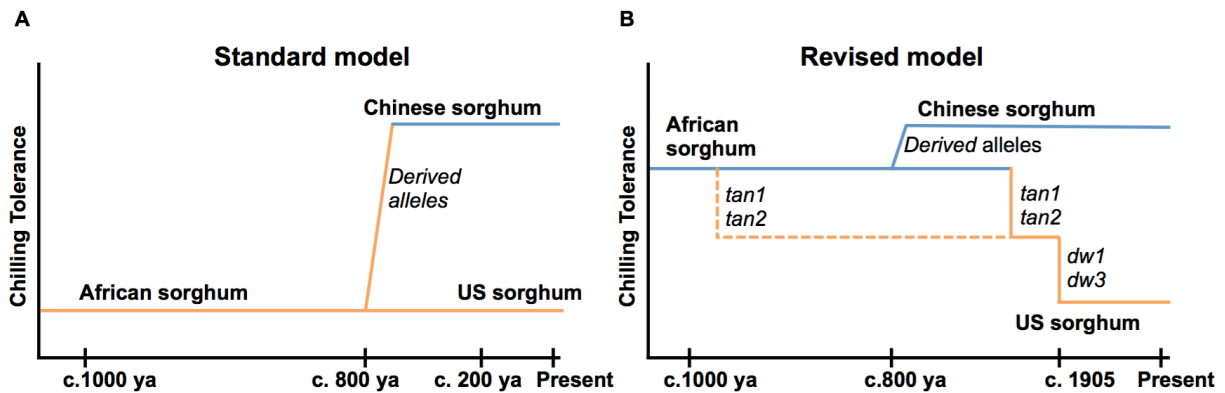 A
Standard model
Chilling Tolerance
Chinese sorghum
Derived
alleles
African sorghum
US sorghum
c.1000 ya
c. 800 ya
c. 200 ya
Present
B
Revised model
Chilling Tolerance
African
sorghum
Chinese sorghum
Derived alleles
tan1
tan2
tan1
tan2
dw1
dw3
US sorghum
c.1000 ya
c.800 ya
c. 1905
Present